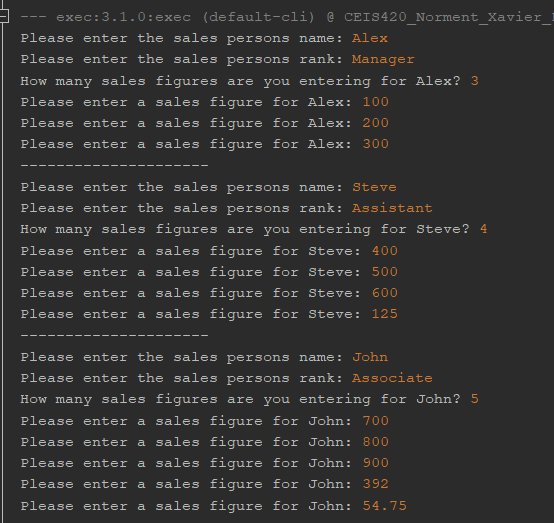 --- exec:3.1.0:exec (default-cli) @ CEIS420_Norment_Xavier_
Please enter the sales persons name: Alex
Please enter the sales persons rank: Manager
How many sales figures are you entering for Alex? 3
Please enter a sales figure for Alex: 100
Please enter a sales figure for Alex: 200
Please enter a sales figure for Alex: 300
---------------------
Please enter the sales persons name: Steve
Please enter the sales persons rank: Assistant
How many sales figures are you entering for Steve? 4
Please enter a sales figure for Steve: 400
Please enter a sales figure for Steve: 500
Please enter a sales figure for Steve: 600
Please enter a sales figure for Steve: 125
---------------------
Please enter the sales persons name: John
Please enter the sales persons rank: Associate
How many sales figures are you entering for John? 5
Please enter a sales figure for John: 700
Please enter a sales figure for John: 800
Please enter a sales figure for John: 900
Please enter a sales figure for John: 392
Please enter a sales figure for John: 54.75